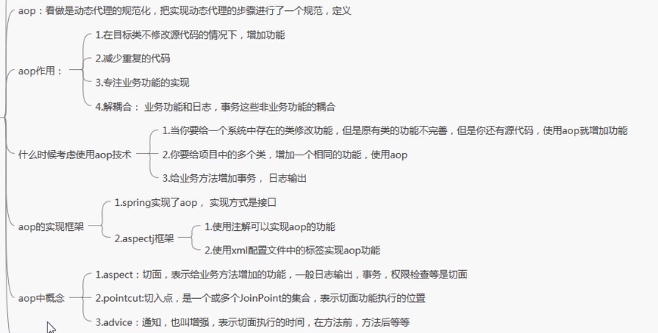 aop：看做是动态代理的规范化，把实现动态代理的步骤进行了一个规范，定义
aop作用：
1.在目标类不修改源代码的情况下，增加功能
2.减少重复的代码
3.专注业务功能的实现
4.解耦合： 业务功能和日志，事务这些非业务功能的耦合
什么时候考虑使用aop技术
1.当你要给一个系统中存在的类修改功能，但是原有类的功能不完善，但是你还有源代码，使用aop就增加功能
2.你要给项目中的多个类，增加一个相同的功能，使用aop
3.给业务方法增加事务， 日志输出
aop的实现框架
1.spring实现了aop， 实现方式是接口
2.aspectj框架
1.使用注解可以实现aop的功能
2.使用xml配置文件中的标签实现aop功能
aop中概念
1.aspect：切面，表示给业务方法增加的功能，一般日志输出，事务，权限检查等是切面
2.pointcut:切入点，是一个或多个JoinPoint的集合，表示切面功能执行的位置
3.advice：通知，也叫增强，表示切面执行的时间，在方法前，方法后等等